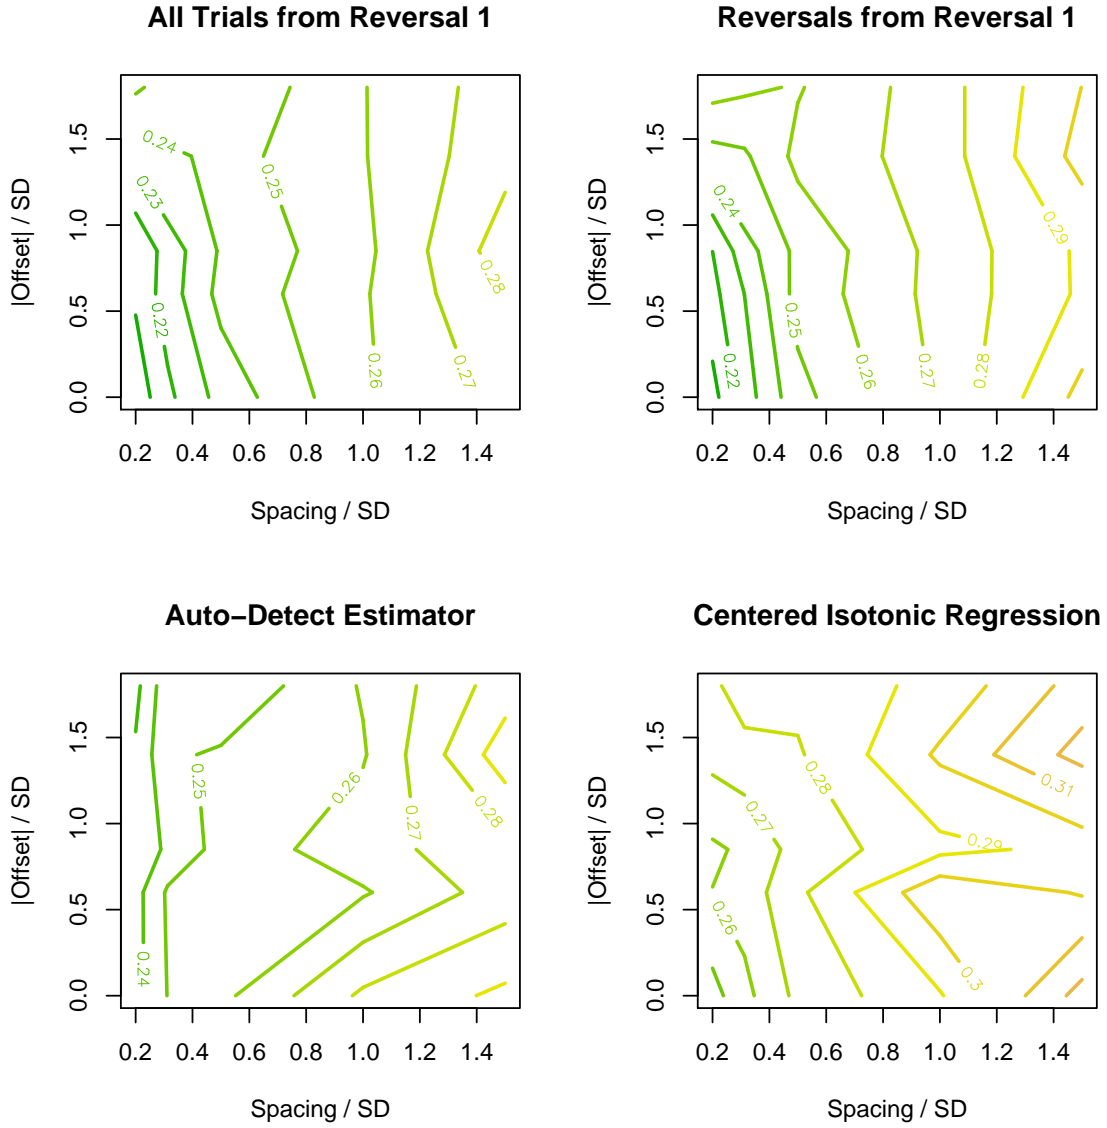 All Trials from Reversal 1
|Offset| / SD
1.5
1.0
0.5
0.0
0.24
0.23
0.25
0.22
0.28
0.26
0.27
0.2 0.4 0.6 0.8 1.0 1.2 1.4
Spacing / SD
Reversals from Reversal 1
|Offset| / SD
1.5
1.0
0.5
0.0
0.24
0.29
0.25
0.22
0.26
0.27
0.28
0.2 0.4 0.6 0.8 1.0 1.2 1.4
Spacing / SD
Auto−Detect Estimator
|Offset| / SD
1.5
1.0
0.5
0.0
0.25
0.26
0.28
0.27
0.24
0.2 0.4 0.6 0.8 1.0 1.2 1.4
Spacing / SD
Centered Isotonic Regression
|Offset| / SD
1.5
1.0
0.5
0.0
0.28
0.31
0.27
0.29
0.26
0.3
0.2 0.4 0.6 0.8 1.0 1.2 1.4
Spacing / SD